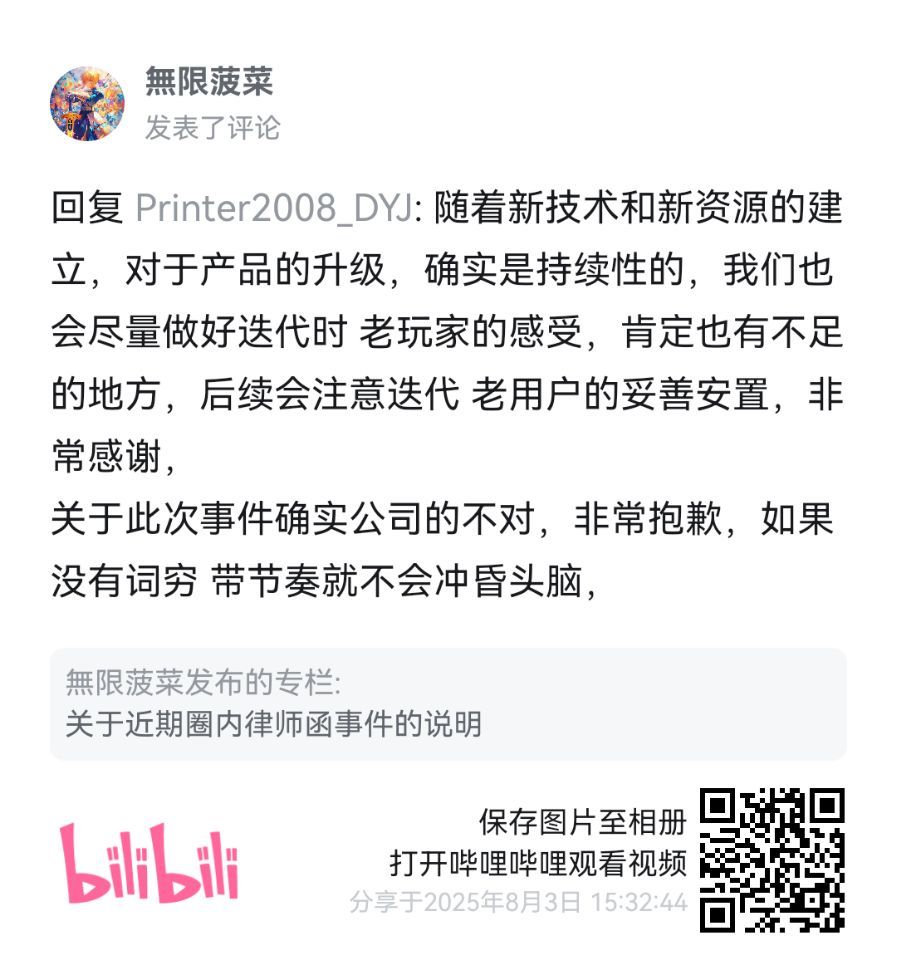 無限菠菜
发表了评论
回复 Printer2008_DYJ: 随着新技术和新资源的建
立，对于产品的升级，确实是持续性的，我们也
会尽量做好迭代时 老玩家的感受，肯定也有不足
的地方，后续会注意迭代 老用户的妥善安置，非
常感谢，
关于此次事件确实公司的不对，非常抱歉，如果
没有词穷 带节奏就不会冲昏头脑，
無限菠菜发布的专栏:
关于近期圈内律师函事件的说明
bilibili
保存图片至相册
打开哔哩哔哩观看视频
分享于2025年8月3日 15:32:44